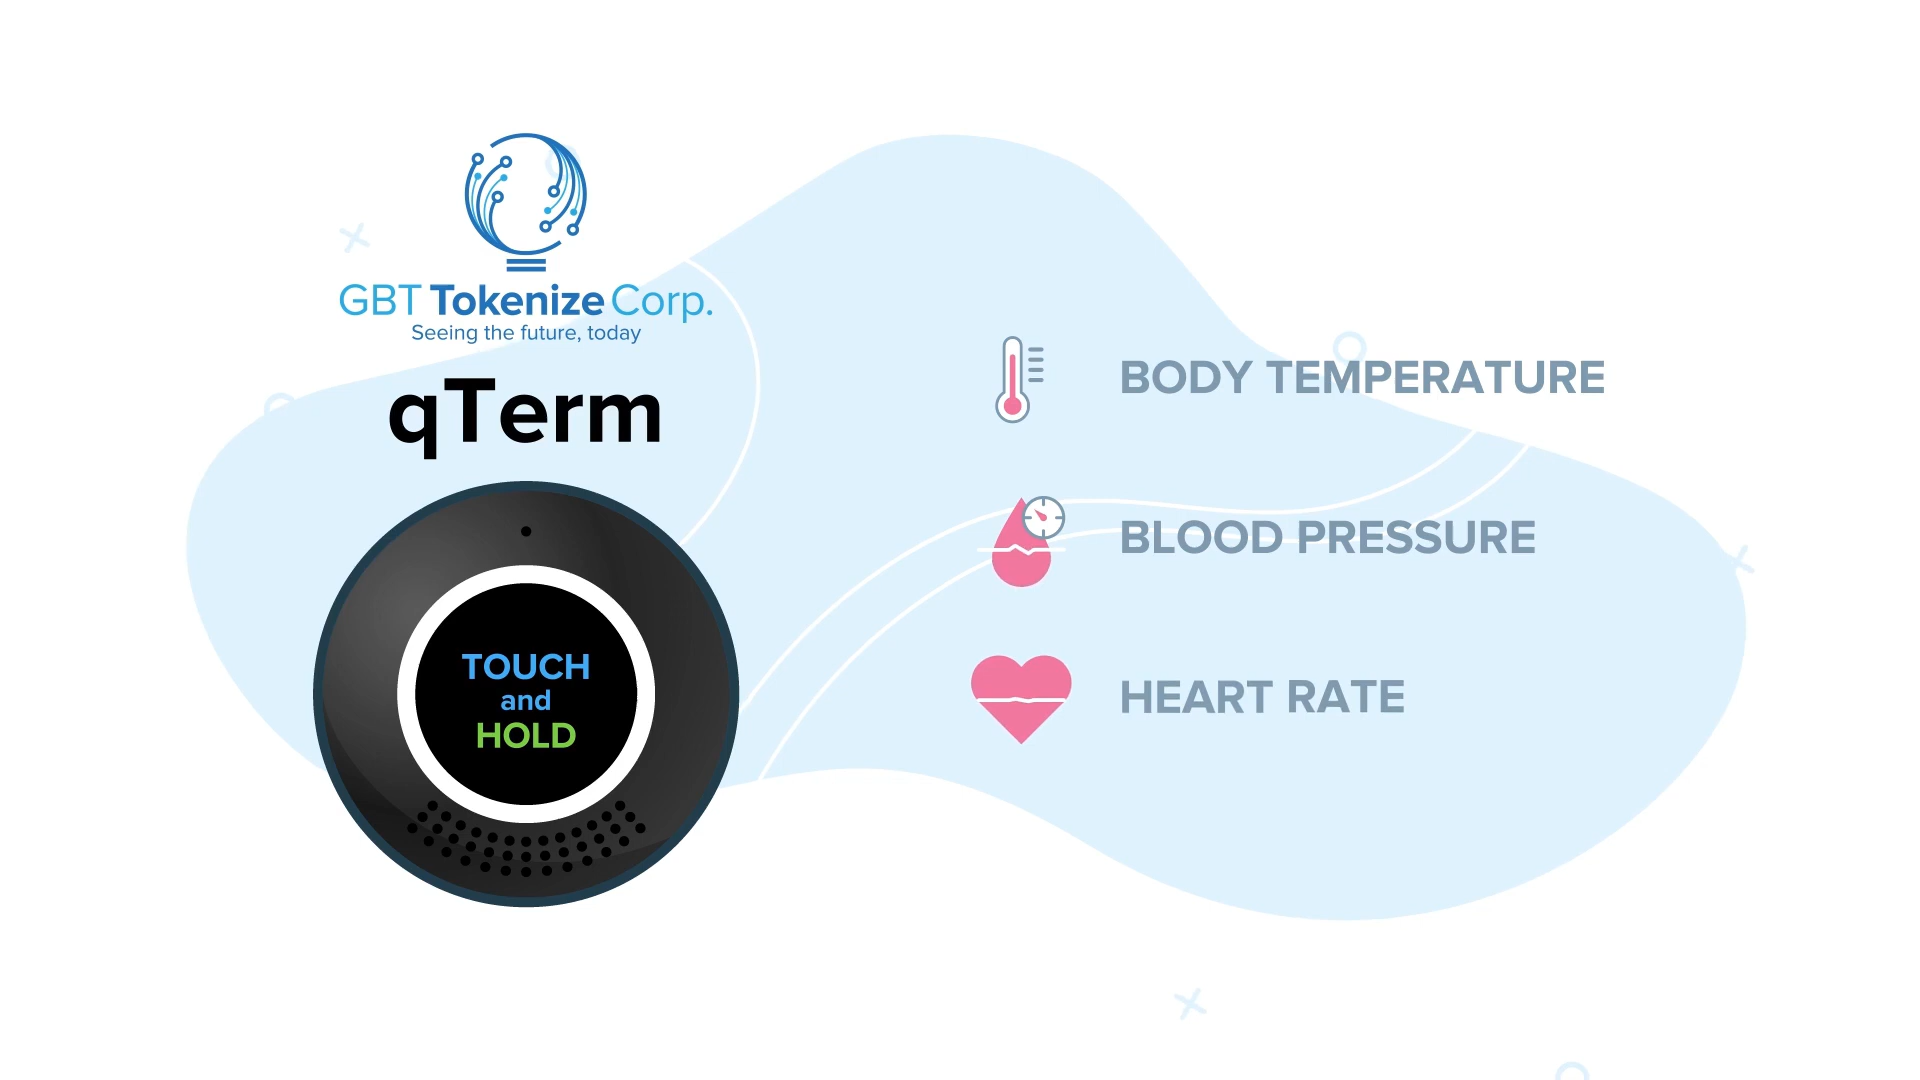 GBT Tokenize Corp.
Seeing the future, today
qTerm
TOUCH
and
HOLD
BODY TEMPERATURE
BLOOD PRESSURE
HEART RATE